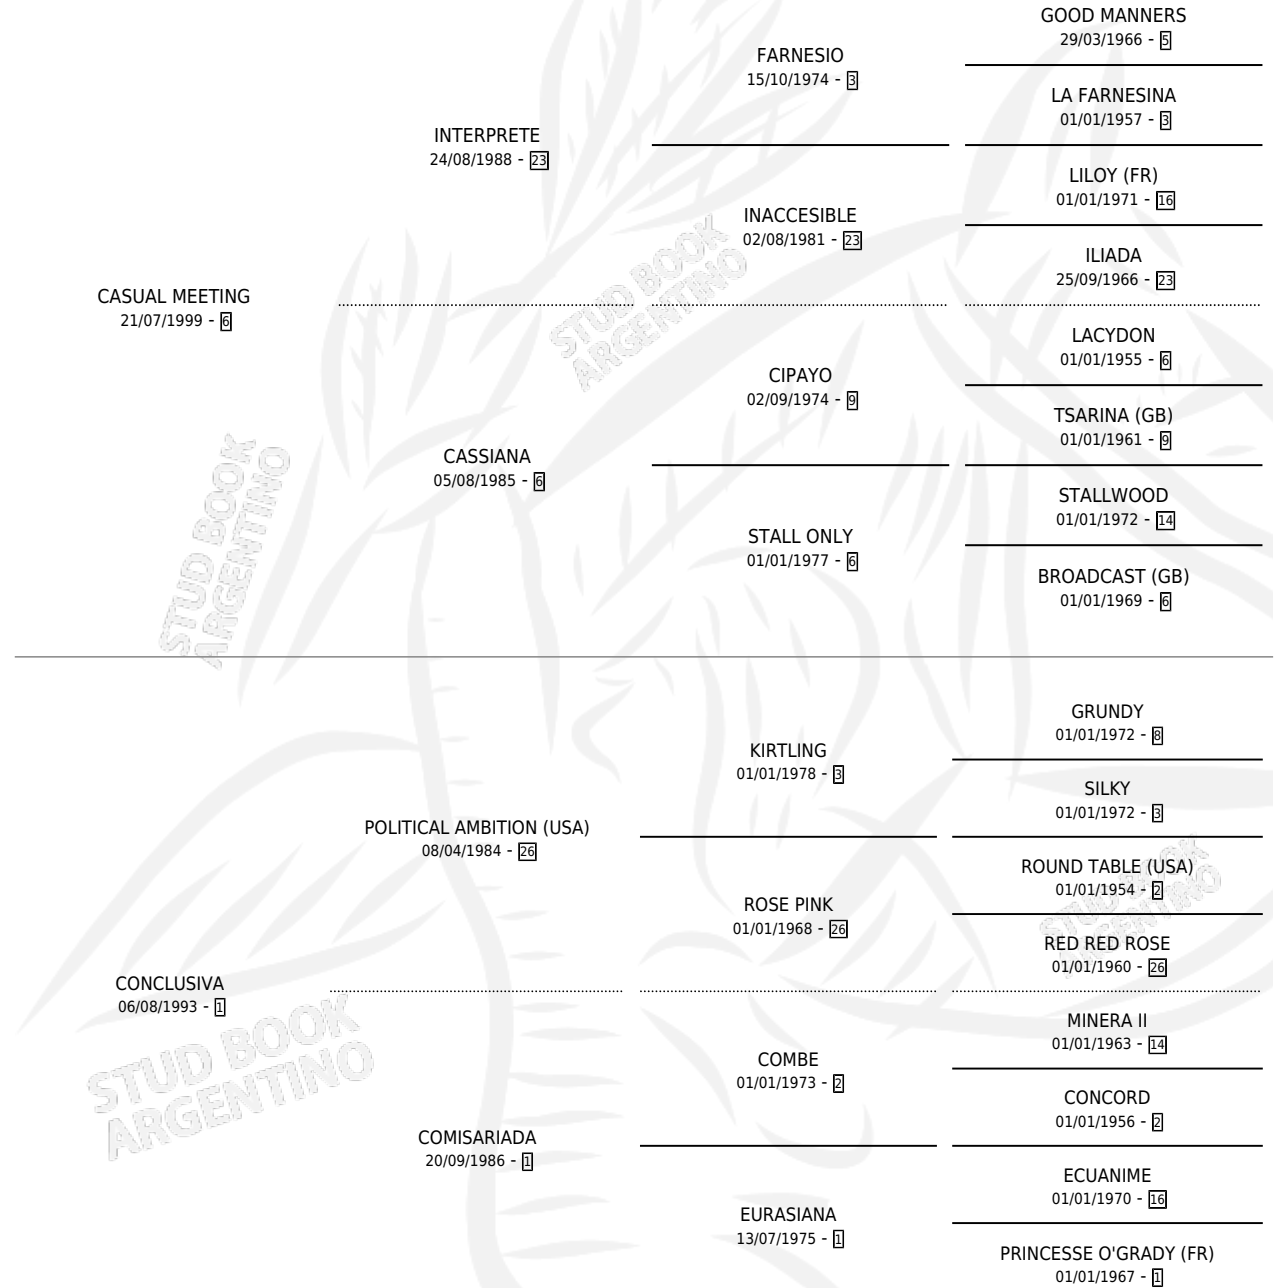 GOOD MANNERS
29/03/1966 - 5
FARNESIO
15/10/1974 - 3
LA FARNESINA
01/01/1957 - 3
INTERPRETE
24/08/1988 - 23
LILOY (FR)
01/01/1971 - 16
INACCESIBLE
02/08/1981 - 23
ILIADA
25/09/1966 - 23
CASUAL MEETING
21/07/1999 - 6
LACYDON
01/01/1955 - 6
CIPAYO
02/09/1974 - 9
TSARINA (GB)
01/01/1961 - 9
CASSIANA
05/08/1985 - 6
STALLWOOD
01/01/1972 - 14
STALL ONLY
01/01/1977 - 6
BROADCAST (GB)
01/01/1969 - 6
GRUNDY
01/01/1972 - 8
KIRTLING
01/01/1978 - 3
SILKY
01/01/1972 - 3
POLITICAL AMBITION (USA)
08/04/1984 - 26
ROUND TABLE (USA)
01/01/1954 - 2
ROSE PINK
01/01/1968 - 26
RED RED ROSE
01/01/1960 - 26
CONCLUSIVA
06/08/1993 - 1
MINERA II
01/01/1963 - 14
COMBE
01/01/1973 - 2
CONCORD
01/01/1956 - 2
COMISARIADA
20/09/1986 - 1
ECUANIME
01/01/1970 - 16
EURASIANA
13/07/1975 - 1
PRINCESSE O'GRADY (FR)
01/01/1967 - 1
STUD BOOK
ARGENTINO
STUD BOOK
ARGENTINO
STUD BOOK
ARGENTINO
STUD BOOK
ARGENTINO